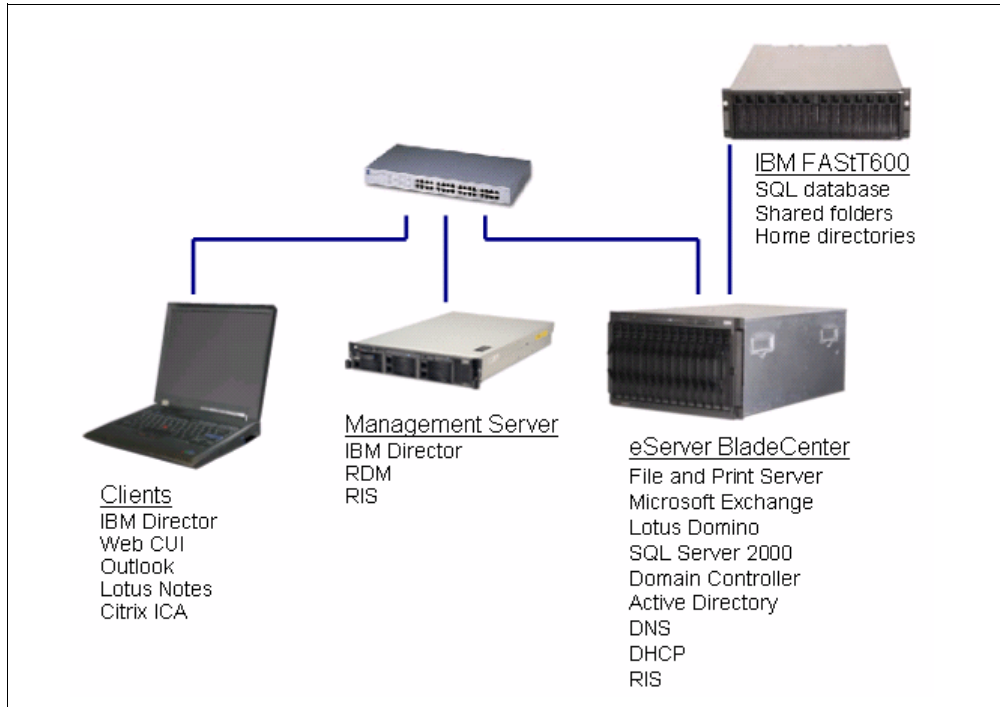 IBM FAStT600
SQL database
Shared folders
Home directories
Management Server
IBM Director
RDM
RIS
eServer BladeCenter
File and Print Server
Microsoft Exchange
Lotus Domino
SQL Server 2000
Domain Controller
Active Directory
DNS
DHCP
RIS
Clients
IBM Director
Web CUI
Outlook
Lotus Notes
Citrix ICA